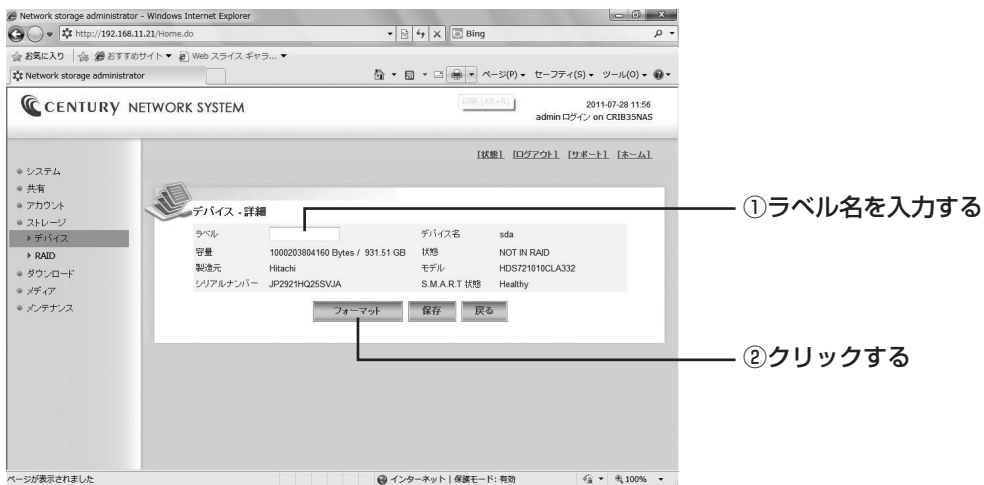 Network storage administrator - Windows Internet Explorer
http://192.168.11.21/Home.do
Bing
お気に入り
おすすめサイト
Web スライス ギャラ...
Network storage administrator
ページ(P)
セーフティ(S)
ツール(O)
CENTURY NETWORK SYSTEM
印刷 (Alt+R)
2011-07-28 11:56
admin ログイン on CRIB35NAS
[状態] [ログアウト] [サポート] [ホーム]
システム
共有
アカウント
ストレージ
デバイス
RAID
ダウンロード
メディア
メンテナンス
デバイス - 詳細
ラベル
デバイス名 sda
容量 1000203804160 Bytes / 931.51 GB 状態 NOT IN RAID
製造元 Hitachi モデル HDS721010CLA332
シリアルナンバー JP2921HQ25SVJA S.M.A.R.T 状態 Healthy
フォーマット 保存 戻る
①ラベル名を入力する
②クリックする
ページが表示されました
インターネット | 保護モード: 有効
100%